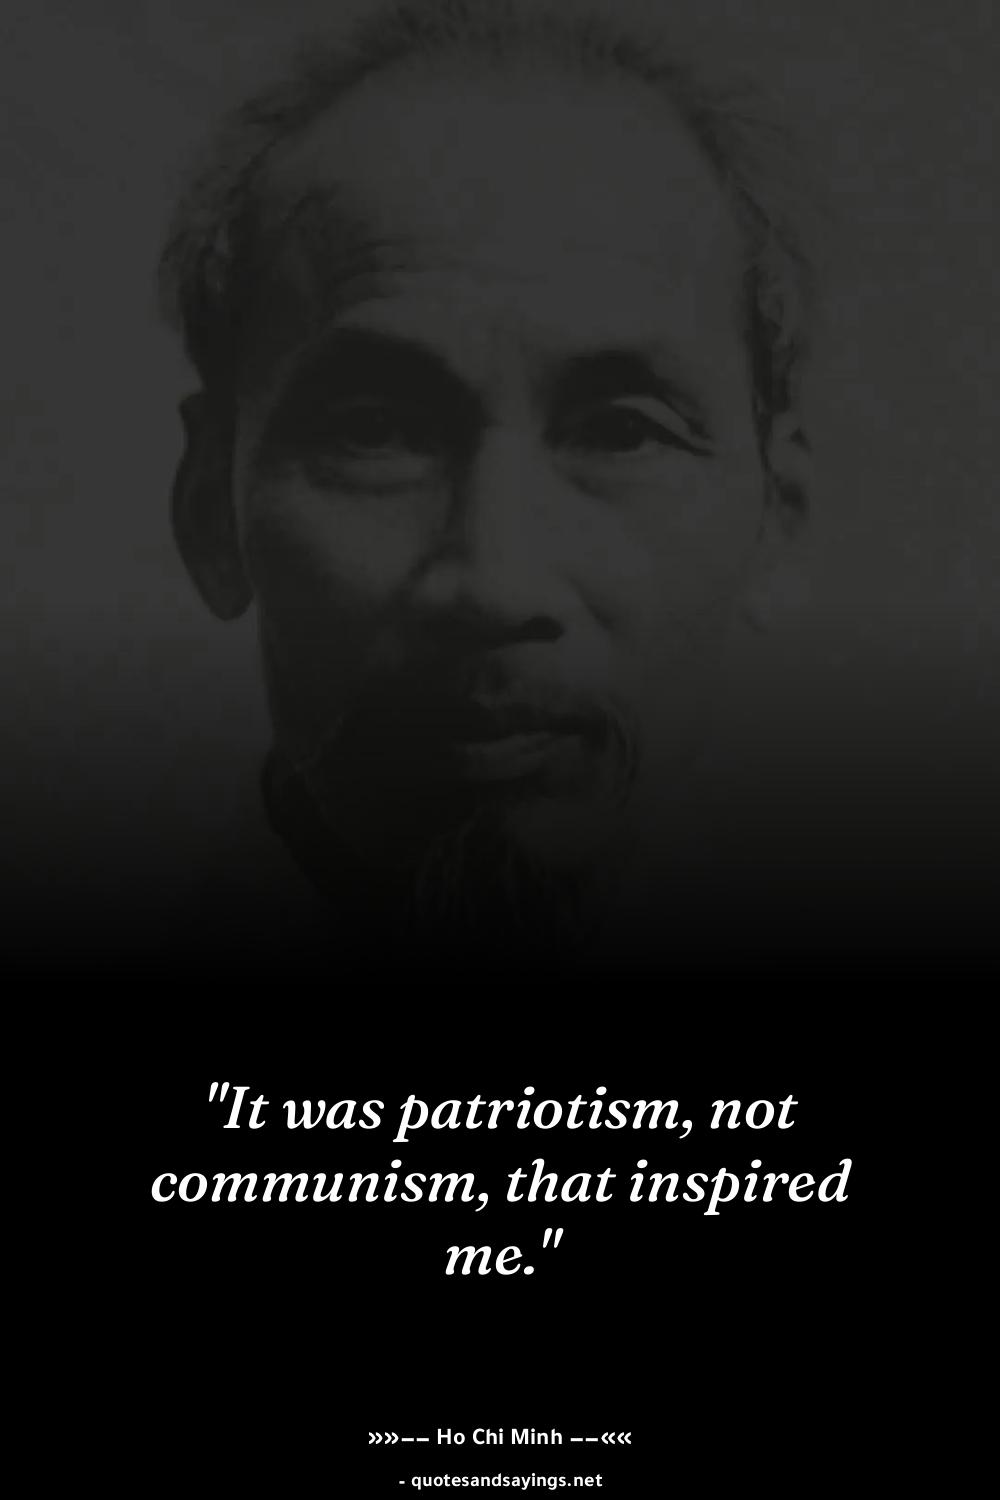 "It was patriotism, not
communism, that inspired
me."
»»−− Ho Chi Minh −−««
- quotesandsayings.net